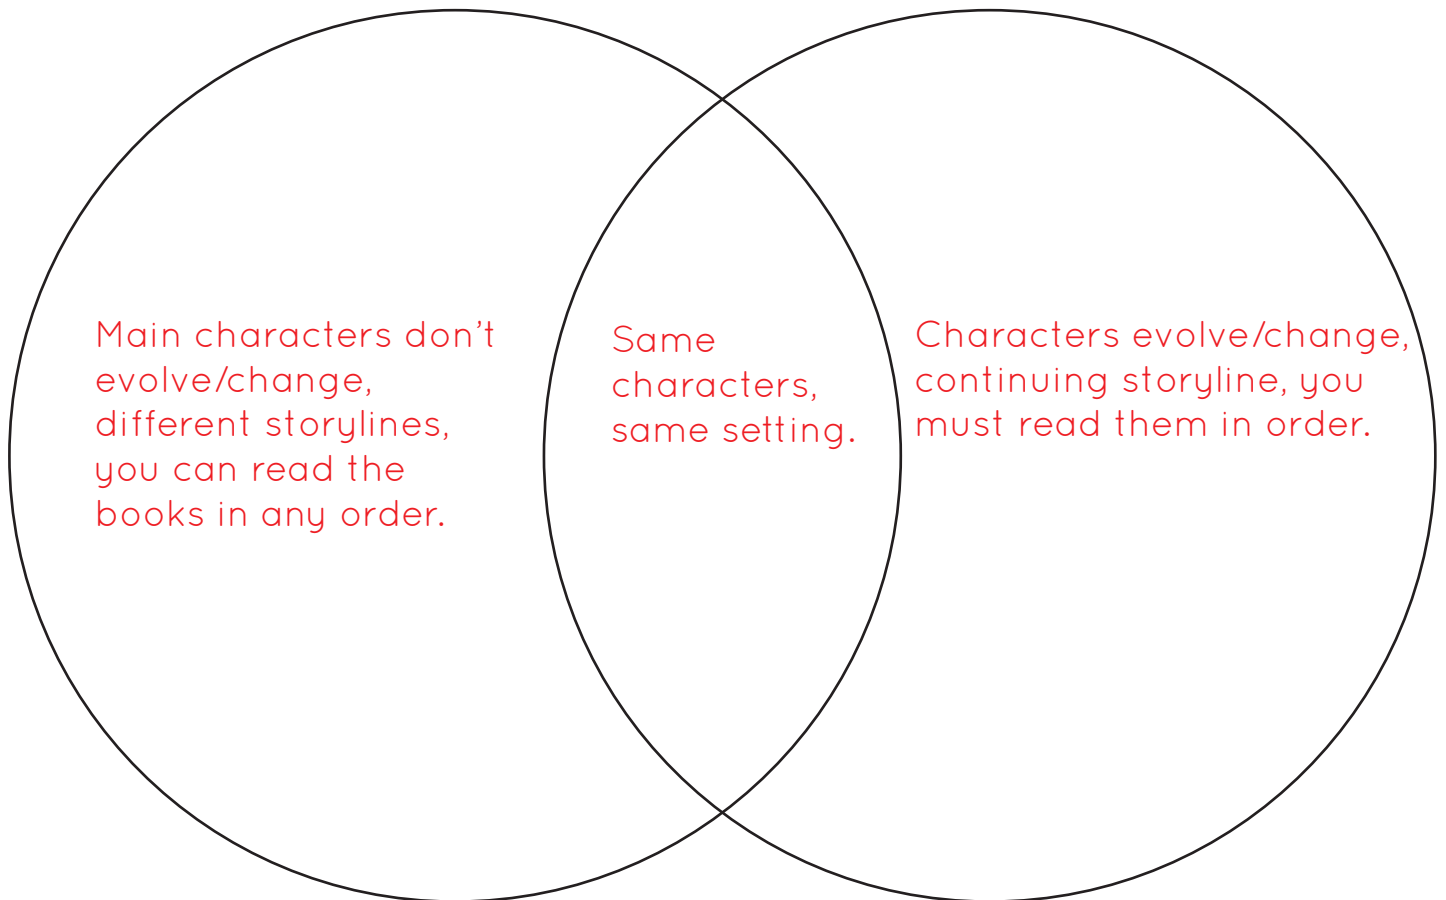 Main characters don't
evolve/change,
different storylines,
you can read the
books in any order.
Same
characters,
same setting.
Characters evolve/change,
continuing storyline, you
must read them in order.